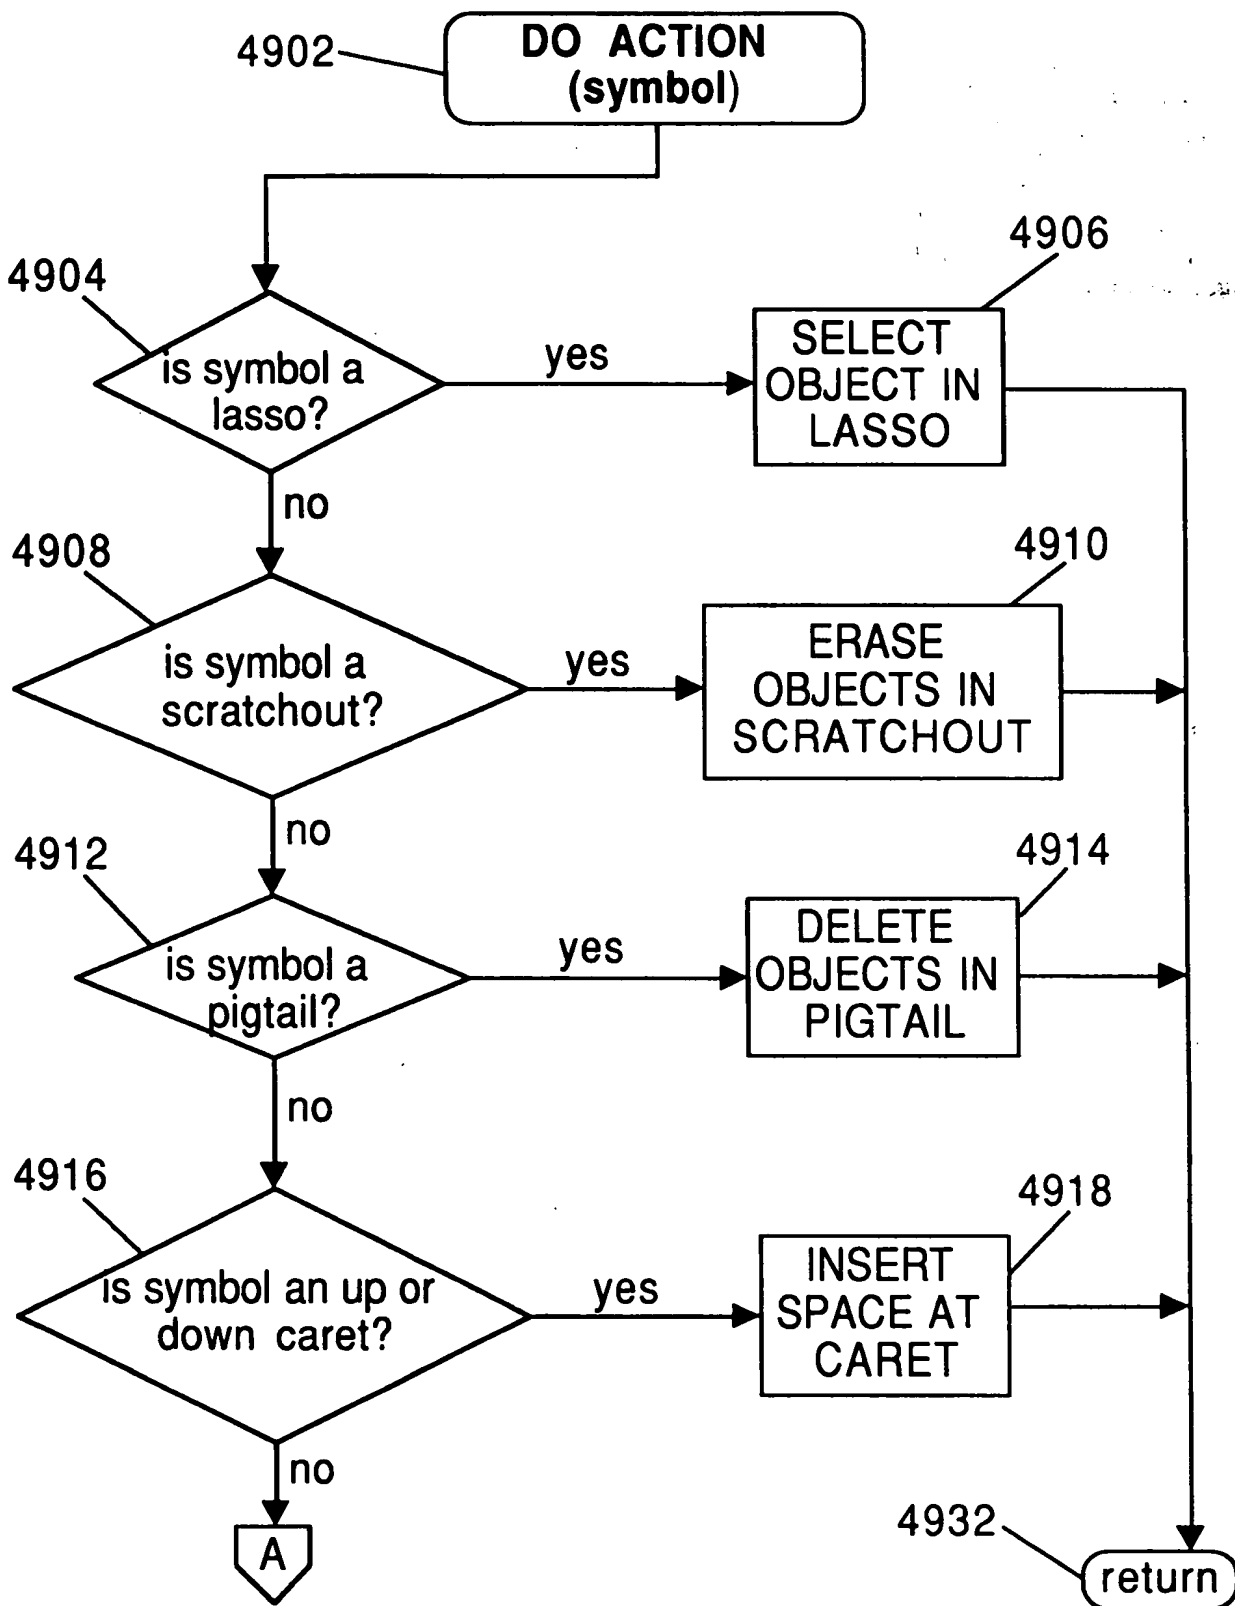 4902
DO ACTION
(symbol)
4904
is symbol a
lasso?
yes
4906
SELECT
OBJECT IN
LASSO
no
4908
is symbol a
scratchout?
yes
4910
ERASE
OBJECTS IN
SCRATCHOUT
no
4912
is symbol a
pigtail?
yes
4914
DELETE
OBJECTS IN
PIGTAIL
no
4916
is symbol an up or
down caret?
yes
4918
INSERT
SPACE AT
CARET
no
A
4932
return